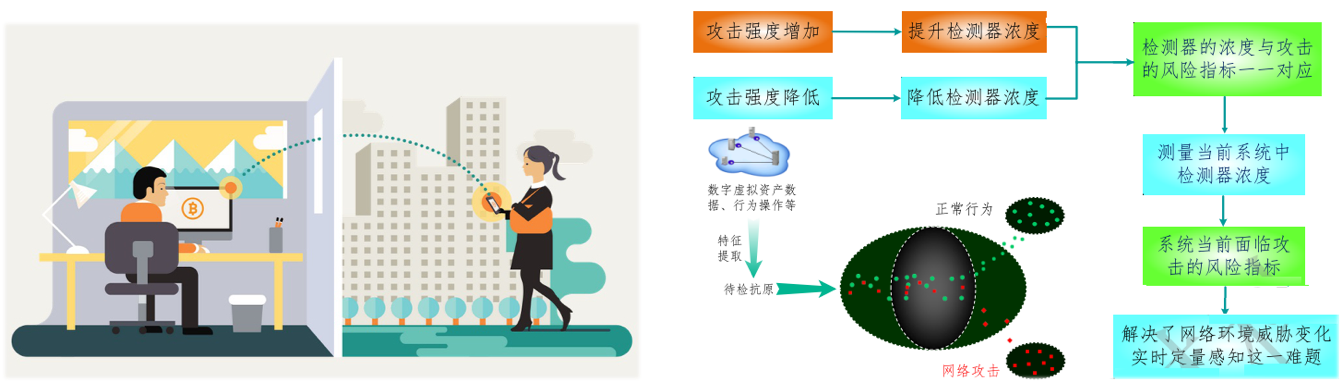 攻击强度增加
提升检测器浓度
攻击强度降低
降低检测器浓度
检测器的浓度与攻击
的风险指标一一对应
测量当前系统中
检测器浓度
系统当前面临攻
击的风险指标
解决了网络环境威胁变化
实时定量感知这一难题
数字虚拟资产数
据、行为操作等
特征
提取
待检抗原
正常行为
网络攻击